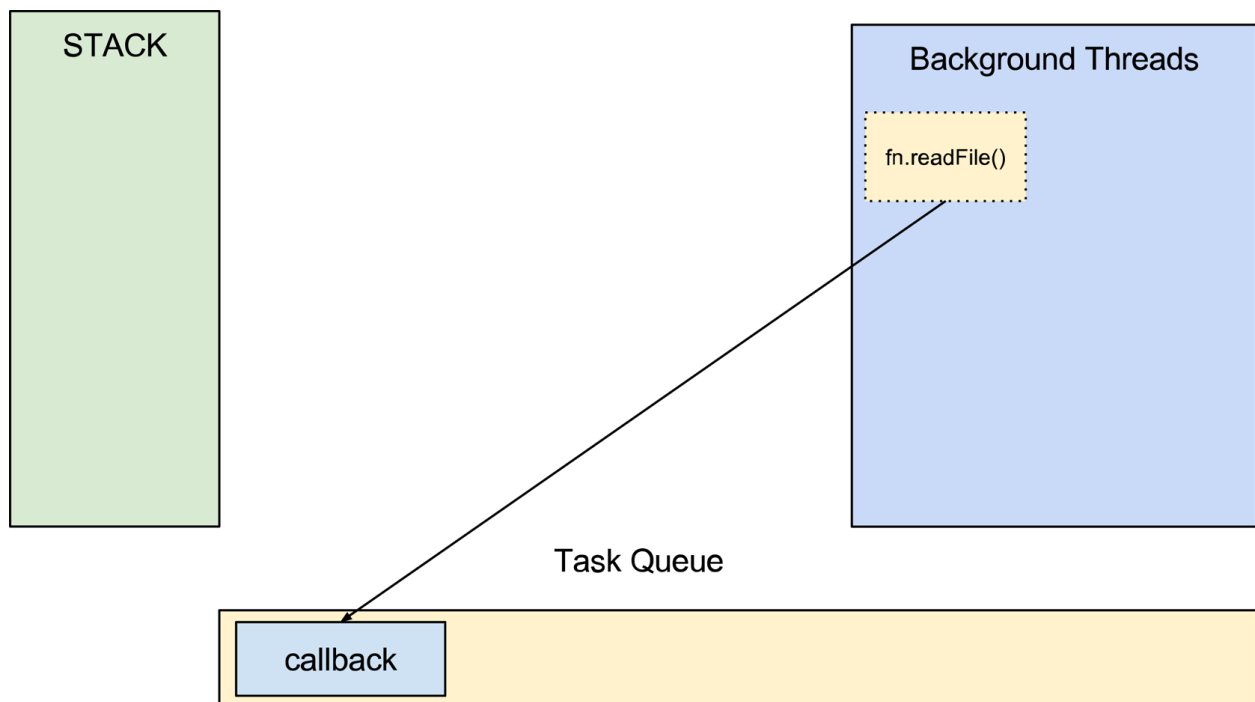 STACK
Background Threads
fn.readFile()
Task Queue
callback